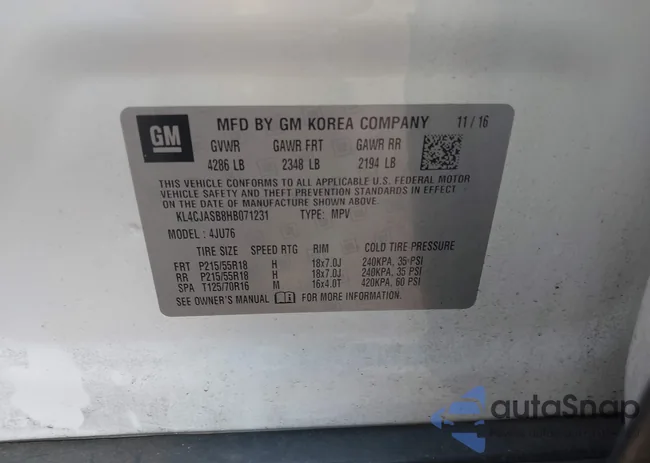 GM
MFD BY GM KOREA COMPANY 11/16
GVWR GAWR FRT GAWR RR
4286 LB 2348 LB 2194 LB
THIS VEHICLE CONFORMS TO ALL APPLICABLE U.S. FEDERAL MOTOR
VEHICLE SAFETY AND THEFT PREVENTION STANDARDS IN EFFECT
ON THE DATE OF MANUFACTURE SHOWN ABOVE.
KL4CJASB8HB071231 TYPE: MPV
MODEL: 4JU76
TIRE SIZE SPEED RTG RIM COLD TIRE PRESSURE
FRT P215/55R18 H 18x7.0J 240KPA, 35 PSI
RR P215/55R18 H 18x7.0J 240KPA, 35 PSI
SPA T125/70R16 M 16x4.0T 420KPA, 60 PSI
SEE OWNER'S MANUAL FOR MORE INFORMATION.
autoSnap